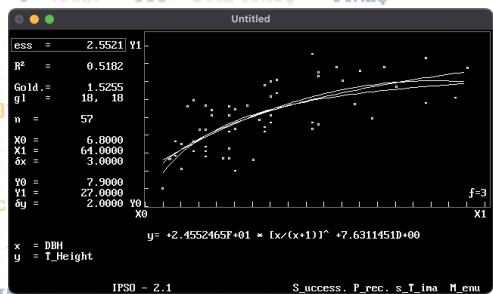 Untitled
ess = 2.5521 Y1
R² = 0.5182
Gold.= 1.5255
gl = 18, 18
n = 57
X0 = 6.8000
X1 = 64.0000
δx = 3.0000
Y0 = 7.9000
Y1 = 27.0000
δy = 2.0000 Y0
ƒ=3
X0 X1
y= +2.4552465E+01 * [x/(x+1)]^ +7.6311451D+00
x = DBH
y = T_Height
IPSO - 2.1 S_uccess. P_rec. s_T_ima M_enu